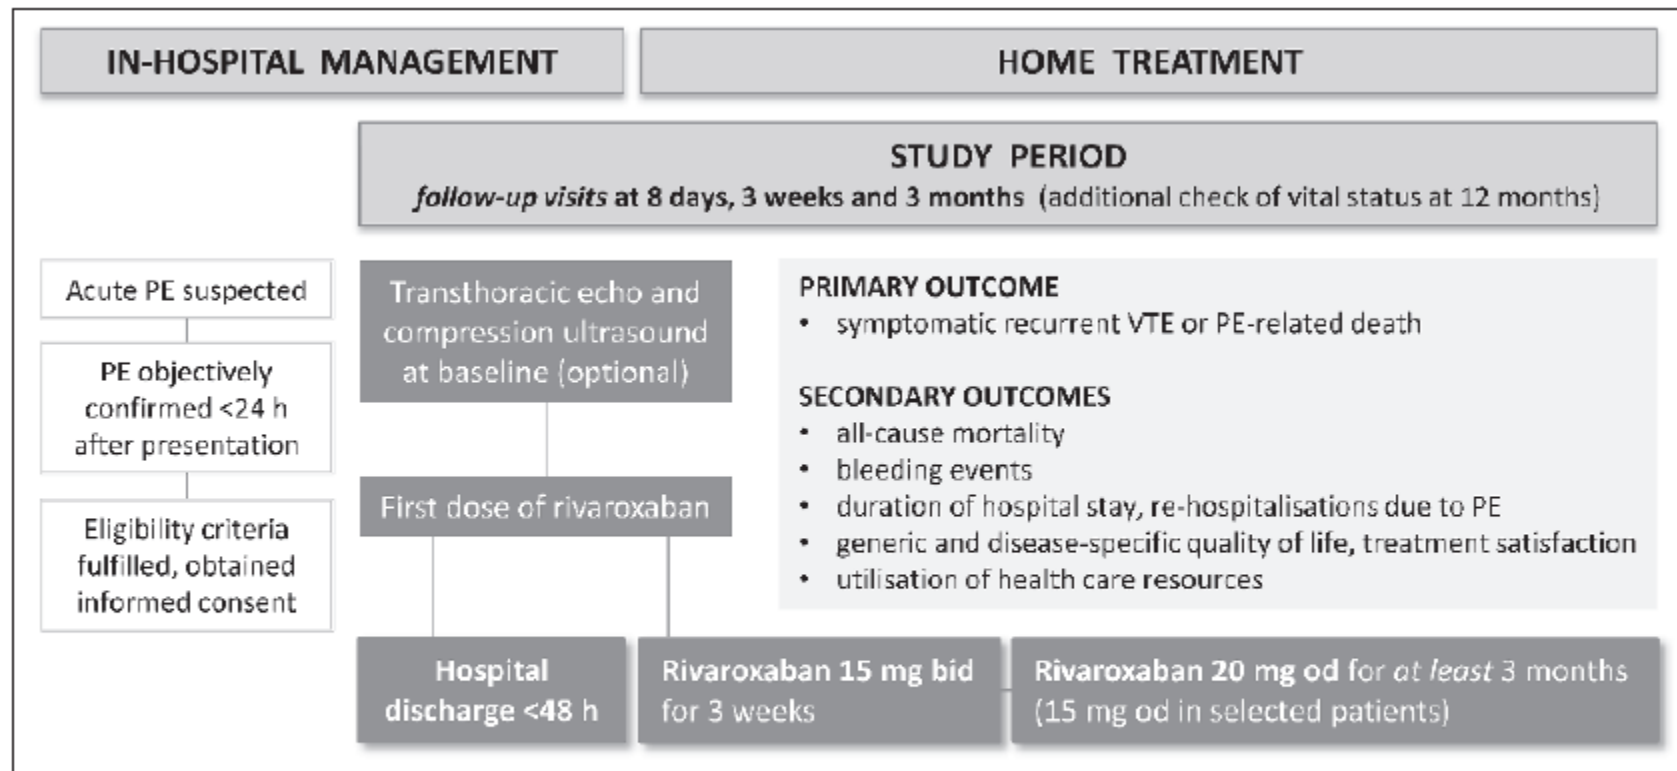 IN-HOSPITAL MANAGEMENT
HOME TREATMENT
STUDY PERIOD
follow-up visits at 8 days, 3 weeks and 3 months (additional check of vital status at 12 months)
Acute PE suspected
PE objectively
confirmed <24 h
after presentation
Eligibility criteria
fulfilled, obtained
informed consent
Transthoracic echo and
compression ultrasound
at baseline (optional)
First dose of rivaroxaban
PRIMARY OUTCOME
• symptomatic recurrent VTE or PE-related death
SECONDARY OUTCOMES
• all-cause mortality
• bleeding events
• duration of hospital stay, re-hospitalisations due to PE
• generic and disease-specific quality of life, treatment satisfaction
• utilisation of health care resources
Hospital
discharge <48 h
Rivaroxaban 15 mg bid
for 3 weeks
Rivaroxaban 20 mg od for at least 3 months
(15 mg od in selected patients)